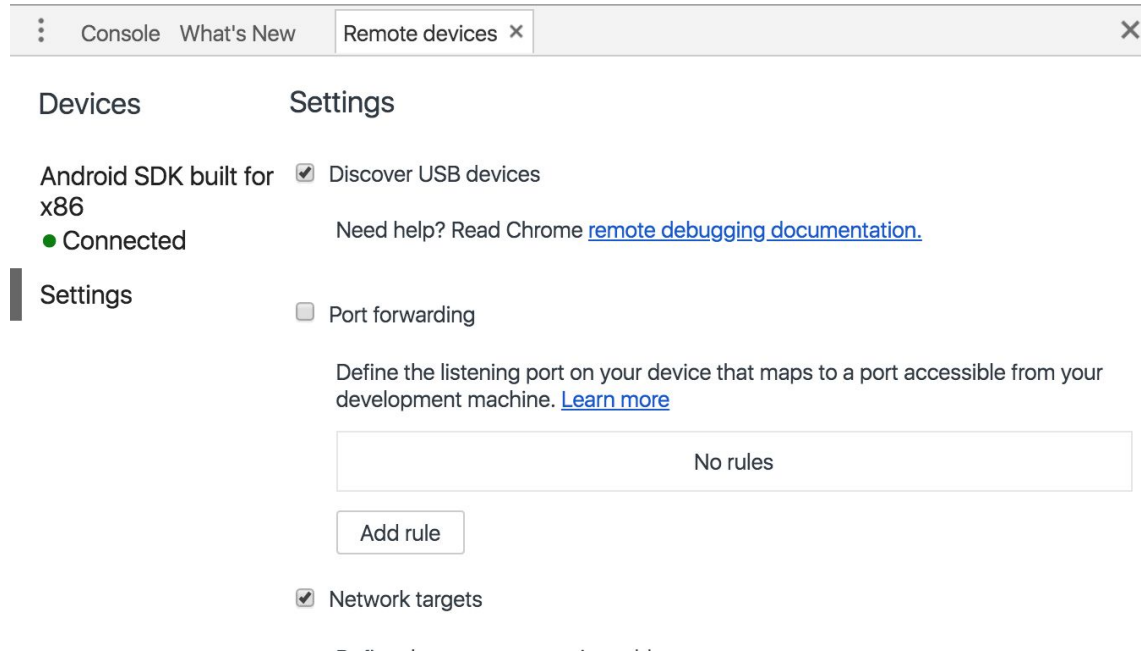 Console What's New Remote devices ×
Devices
Settings
Android SDK built for
x86
Connected
Settings
Discover USB devices
Need help? Read Chrome remote debugging documentation.
Port forwarding
Define the listening port on your device that maps to a port accessible from your
development machine. Learn more
No rules
Add rule
Network targets